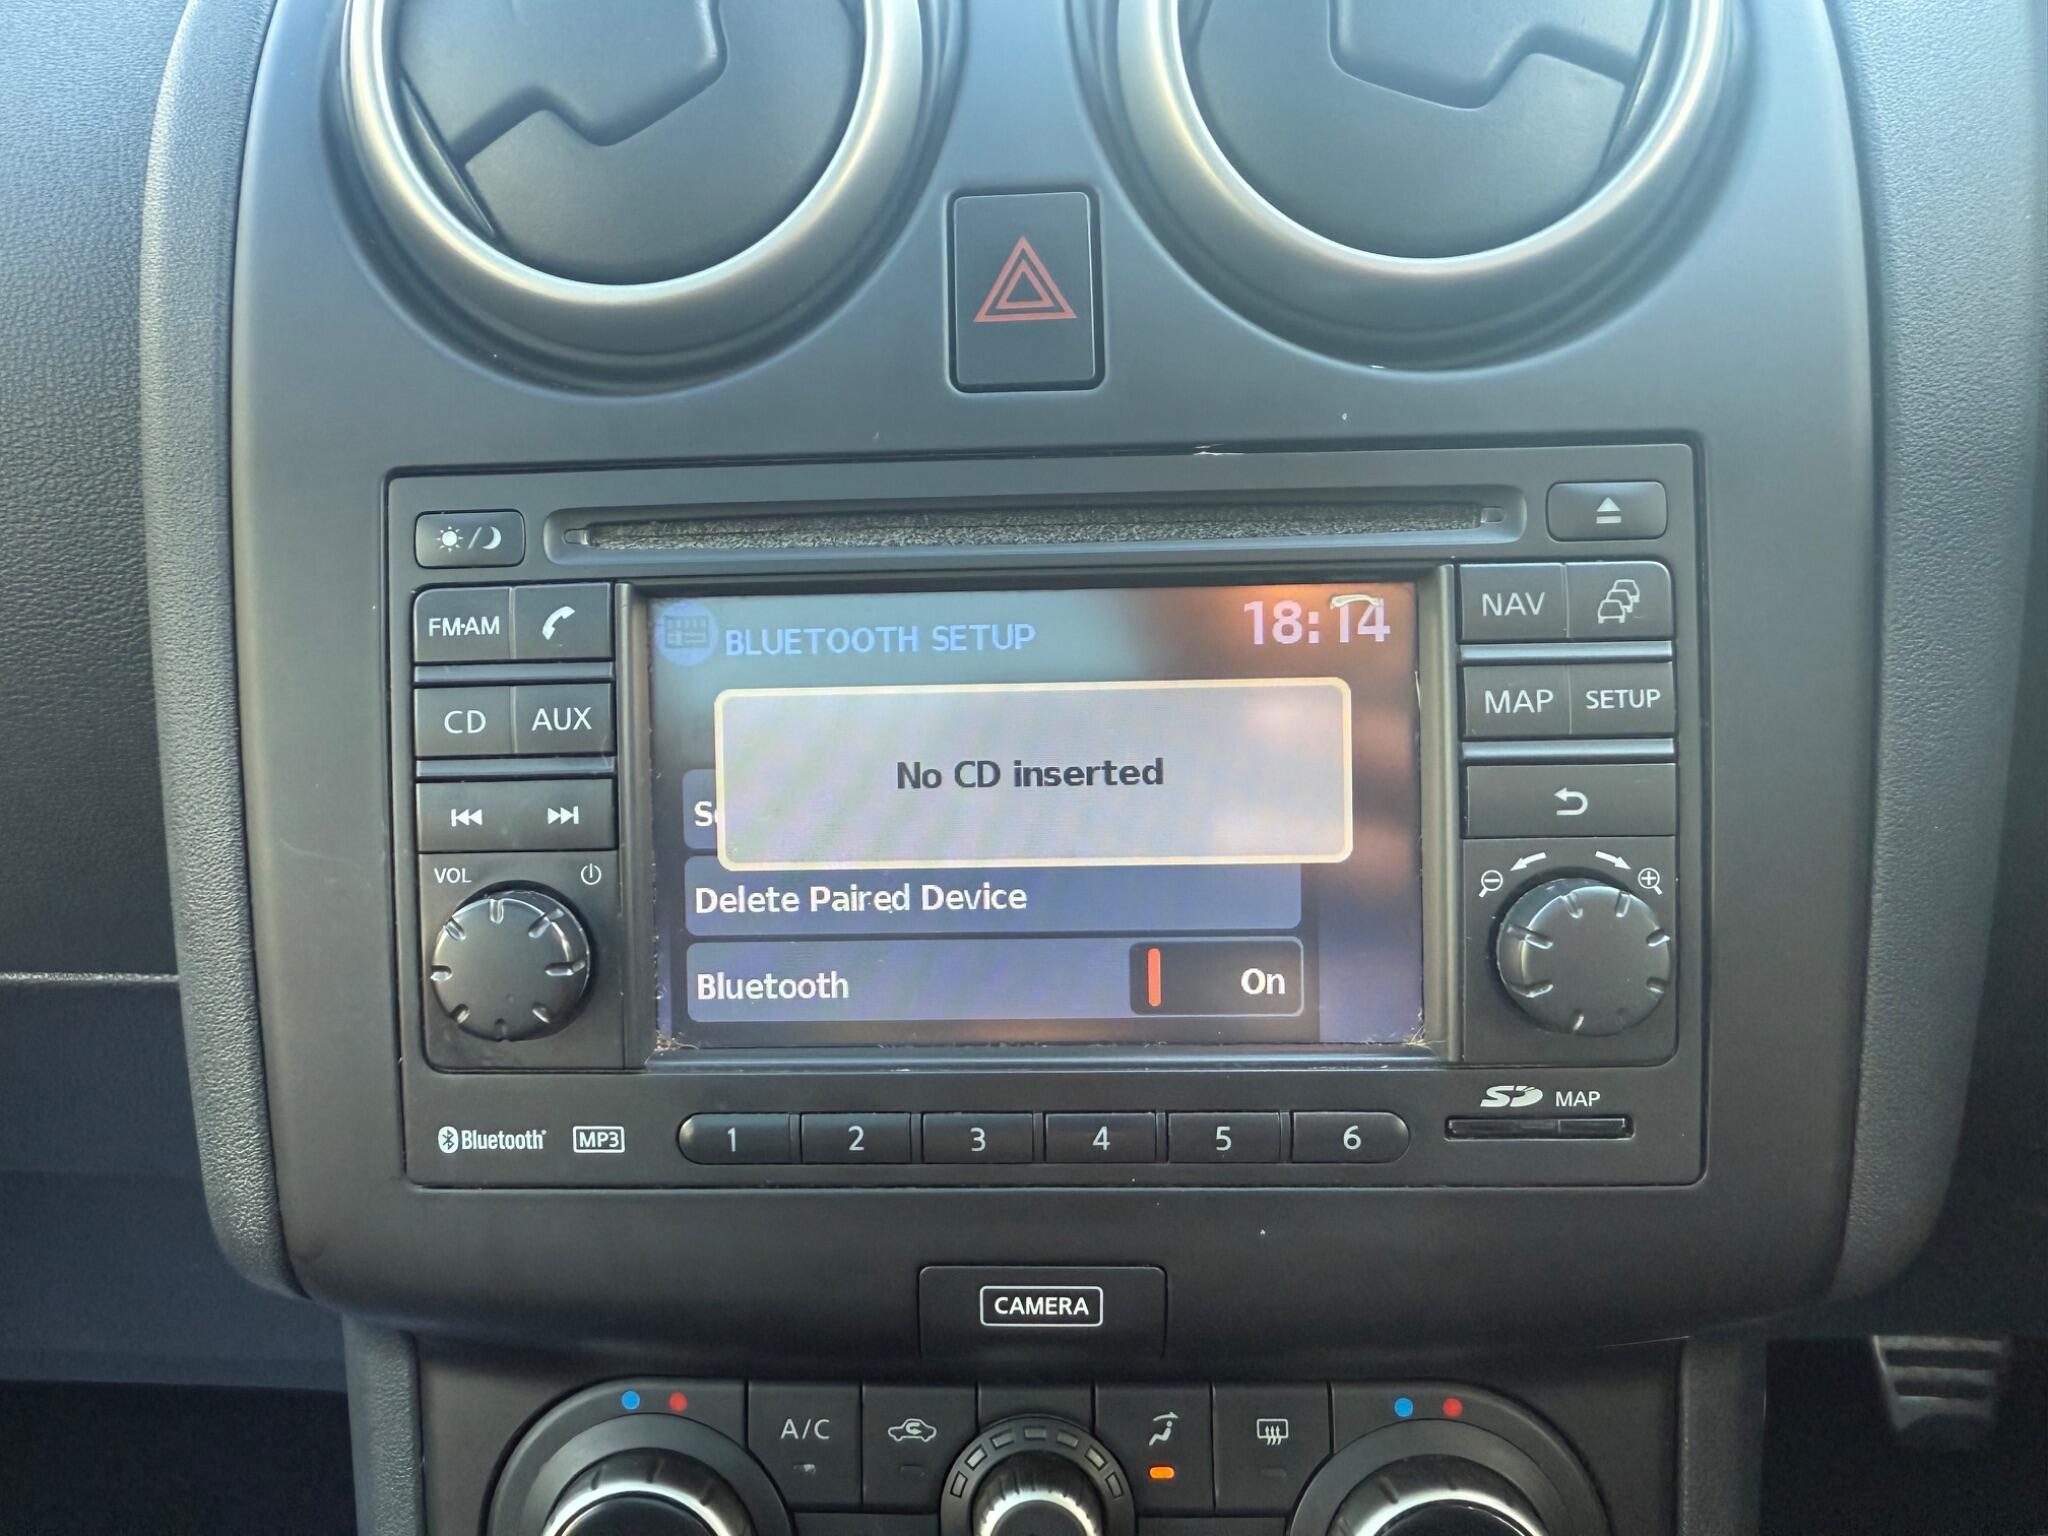 FM·AM
CD AUX
VOL
BLUETOOTH SETUP 18:14
No CD inserted
Delete Paired Device
Bluetooth On
NAV
MAP SETUP
Bluetooth MP3
1 2 3 4 5 6
SD MAP
CAMERA
A/C